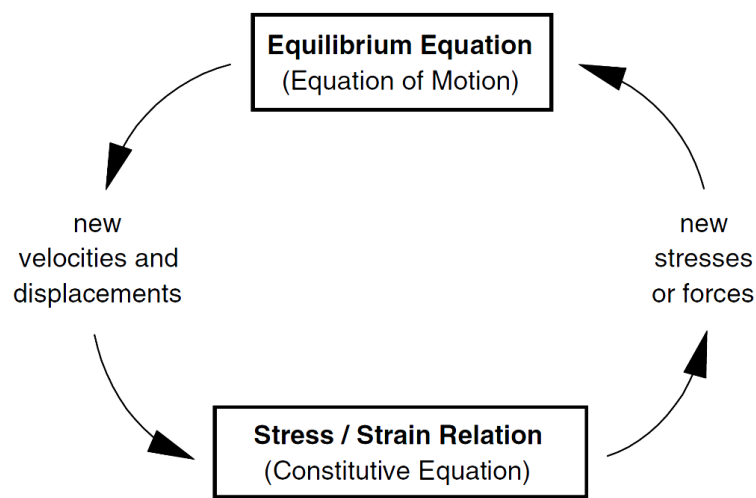 Equilibrium Equation
(Equation of Motion)
new
velocities and
displacements
new
stresses
or forces
Stress / Strain Relation
(Constitutive Equation)